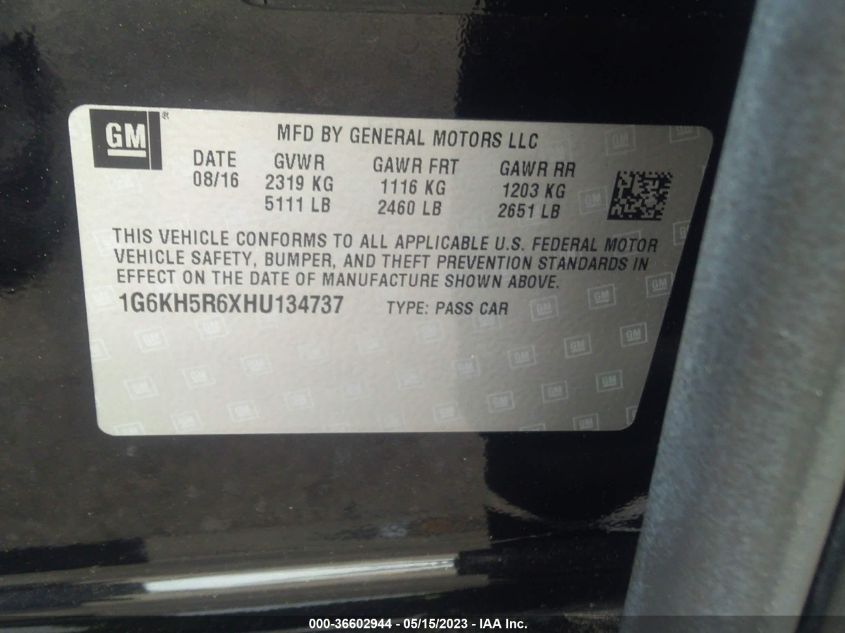 GM ®
MFD BY GENERAL MOTORS LLC
DATE GVWR GAWR FRT GAWR RR
08/16 2319 KG 1116 KG 1203 KG
5111 LB 2460 LB 2651 LB
THIS VEHICLE CONFORMS TO ALL APPLICABLE U.S. FEDERAL MOTOR
VEHICLE SAFETY, BUMPER, AND THEFT PREVENTION STANDARDS IN
EFFECT ON THE DATE OF MANUFACTURE SHOWN ABOVE.
1G6KH5R6XHU134737 TYPE: PASS CAR
000-36602944 - 05/15/2023 - IAA Inc.